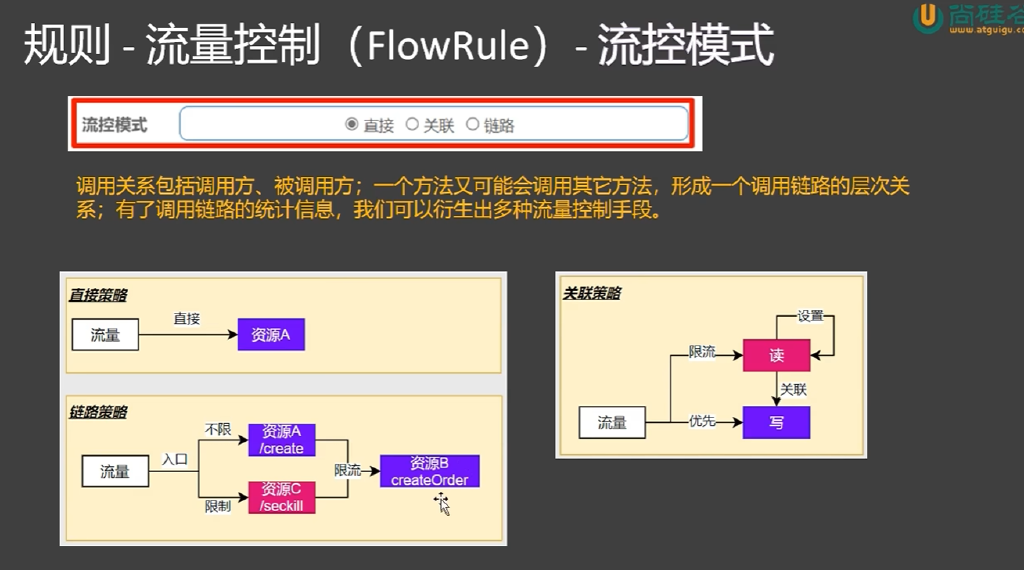 规则 - 流量控制（FlowRule）- 流控模式
尚硅谷
流控模式
直接 关联 链路
调用关系包括调用方、被调用方；一个方法又可能会调用其它方法，形成一个调用链路的层次关
系；有了调用链路的统计信息，我们可以衍生出多种流量控制手段。
直接策略
流量
直接
资源A
链路策略
流量
入口
不限
资源A
/create
限制
资源C
/seckill
限流
资源B
createOrder
关联策略
流量
限流
优先
设置
读
关联
写